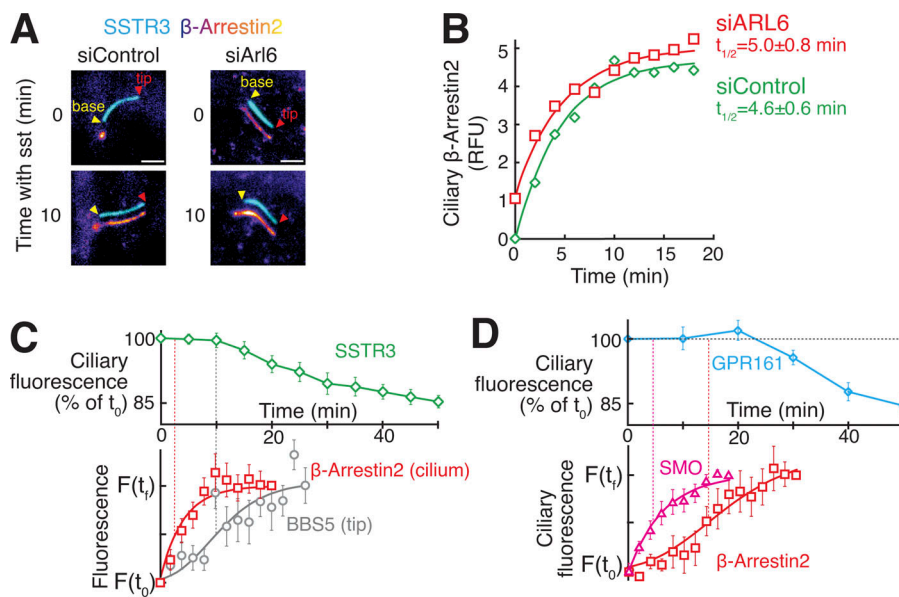 A
SSTR3 β-Arrestin2
siControl
siArl6
Time with sst (min)
0
base
tip
base
tip
10
10
B
Ciliary β-Arrestin2
(RFU)
5
4
3
2
1
0
0
5
10
15
20
Time (min)
siARL6
t1/2=5.0±0.8 min
siControl
t1/2=4.6±0.6 min
C
Ciliary
fluorescence
(% of t0)
100
85
SSTR3
Time (min)
0
20
40
Fluorescence
F(tf)
F(t0)
β-Arrestin2 (cilium)
BBS5 (tip)
D
Ciliary
fluorescence
(% of t0)
100
85
GPR161
Time (min)
0
20
40
Ciliary
fluorescence
F(tf)
F(t0)
SMO
β-Arrestin2